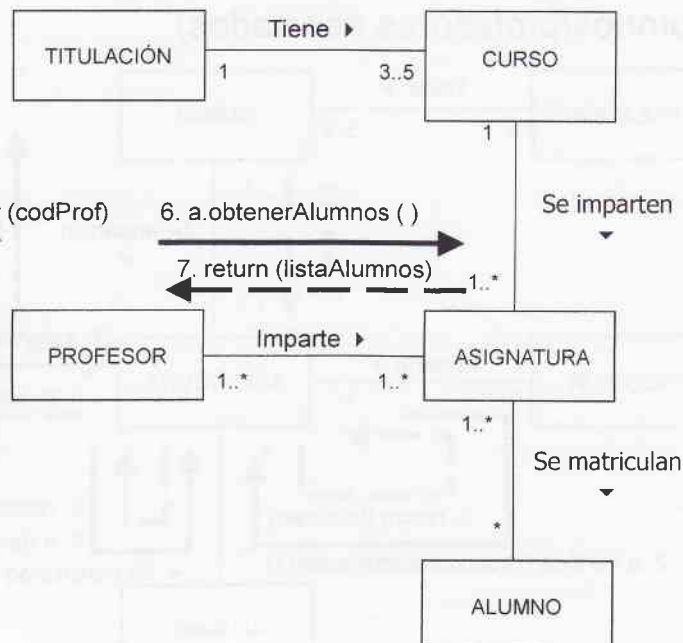 Tiene ▸
TITULACIÓN
CURSO
1
3..5
1
(codProf)
6. a.obtenerAlumnos ( )
Se imparten
7. return (listaAlumnos)
1..*
PROFESOR
Imparte ▸
ASIGNATURA
1..*
1..*
1..*
Se matriculan
*
ALUMNO